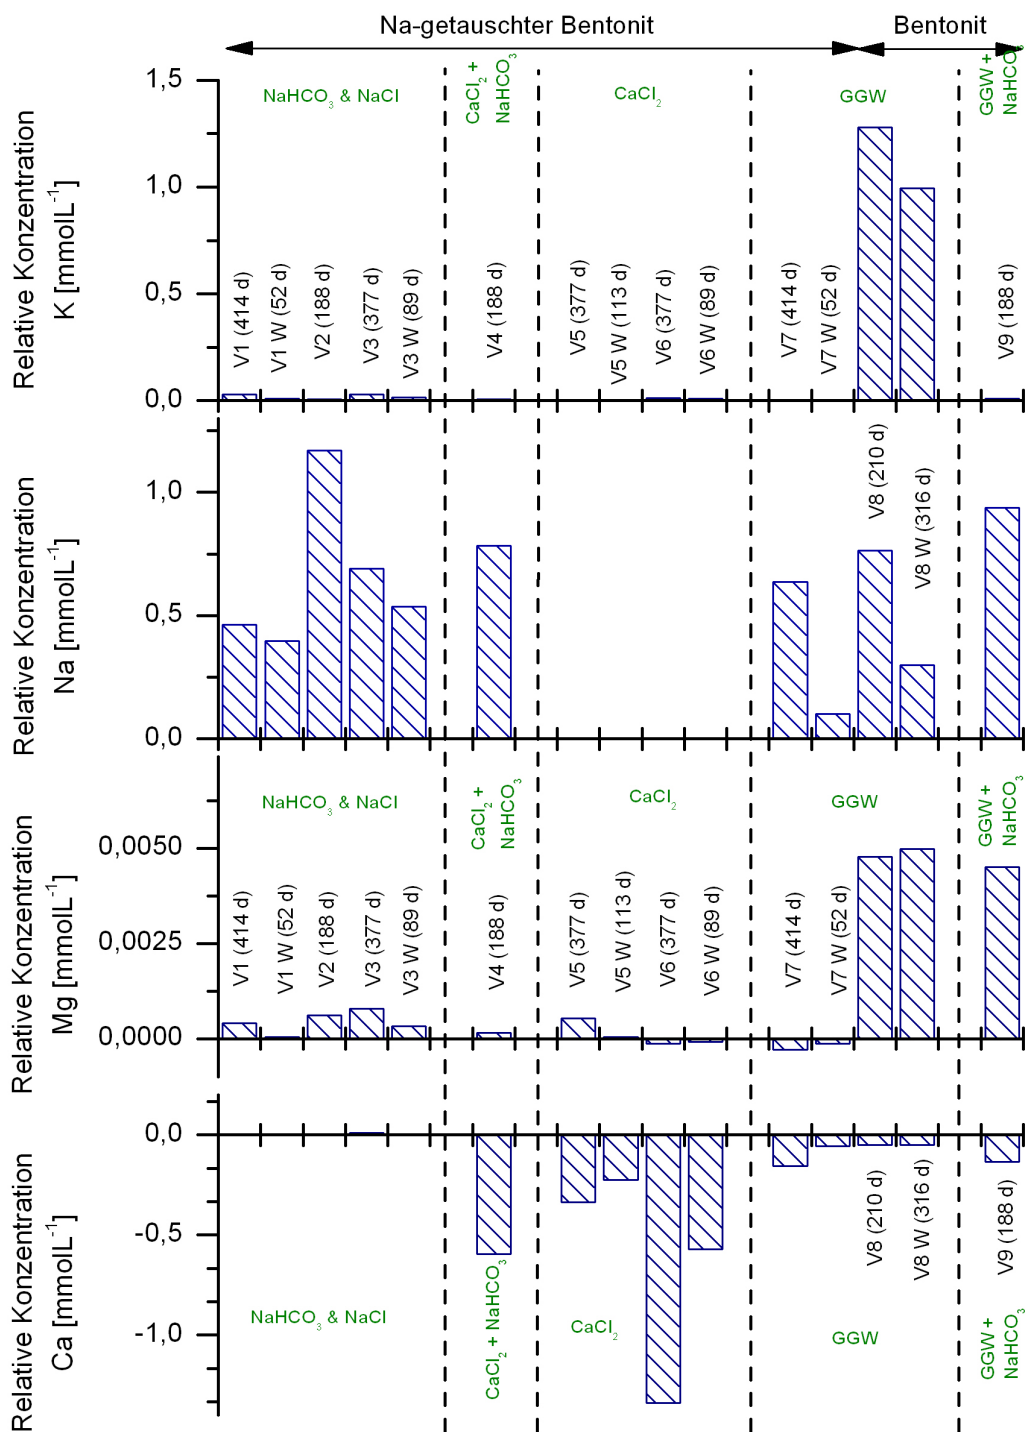 Na-getauschter Bentonit
Bentonit
Relative Konzentration
K [mmolL⁻¹]
1,5
1,0
0,5
0,0
NaHCO₃ & NaCl
CaCl₂ +
NaHCO₃
CaCl₂
GGW
GGW +
NaHCO₃
V1 (414 d)
V1 W (52 d)
V2 (188 d)
V3 (377 d)
V3 W (89 d)
V4 (188 d)
V5 (377 d)
V5 W (113 d)
V6 (377 d)
V6 W (89 d)
V7 (414 d)
V7 W (52 d)
V9 (188 d)
Relative Konzentration
Na [mmolL⁻¹]
1,0
0,5
0,0
V8 (210 d)
V8 W (316 d)
Relative Konzentration
Mg [mmolL⁻¹]
0,0050
0,0025
0,0000
NaHCO₃ & NaCl
CaCl₂ +
NaHCO₃
CaCl₂
GGW
GGW +
NaHCO₃
V1 (414 d)
V1 W (52 d)
V2 (188 d)
V3 (377 d)
V3 W (89 d)
V4 (188 d)
V5 (377 d)
V5 W (113 d)
V6 (377 d)
V6 W (89 d)
V7 (414 d)
V7 W (52 d)
Relative Konzentration
Ca [mmolL⁻¹]
0,0
-0,5
-1,0
V8 (210 d)
V8 W (316 d)
V9 (188 d)
NaHCO₃ & NaCl
CaCl₂ + NaHCO₃
CaCl₂
GGW
GGW +
NaHCO₃